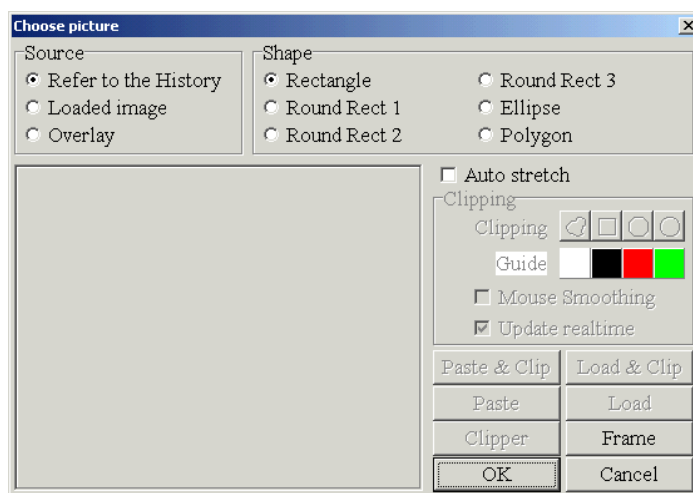 Choose picture
Source
Refer to the History
Loaded image
Overlay
Shape
Rectangle
Round Rect 1
Round Rect 2
Round Rect 3
Ellipse
Polygon
Auto stretch
Clipping
Clipping
Guide
Mouse Smoothing
Update realtime
Paste & Clip
Load & Clip
Paste
Load
Clipper
Frame
OK
Cancel